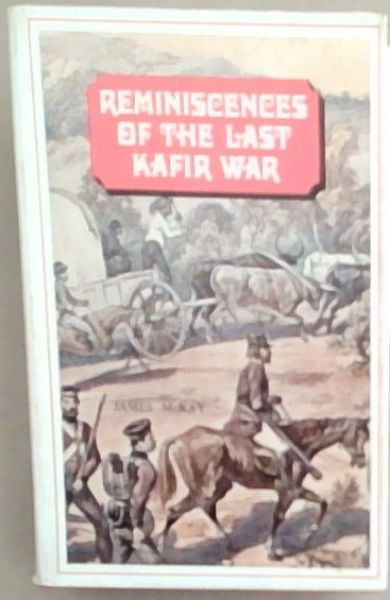 REMINISCENCES
OF THE LAST
KAFIR WAR
JAMES McKAY